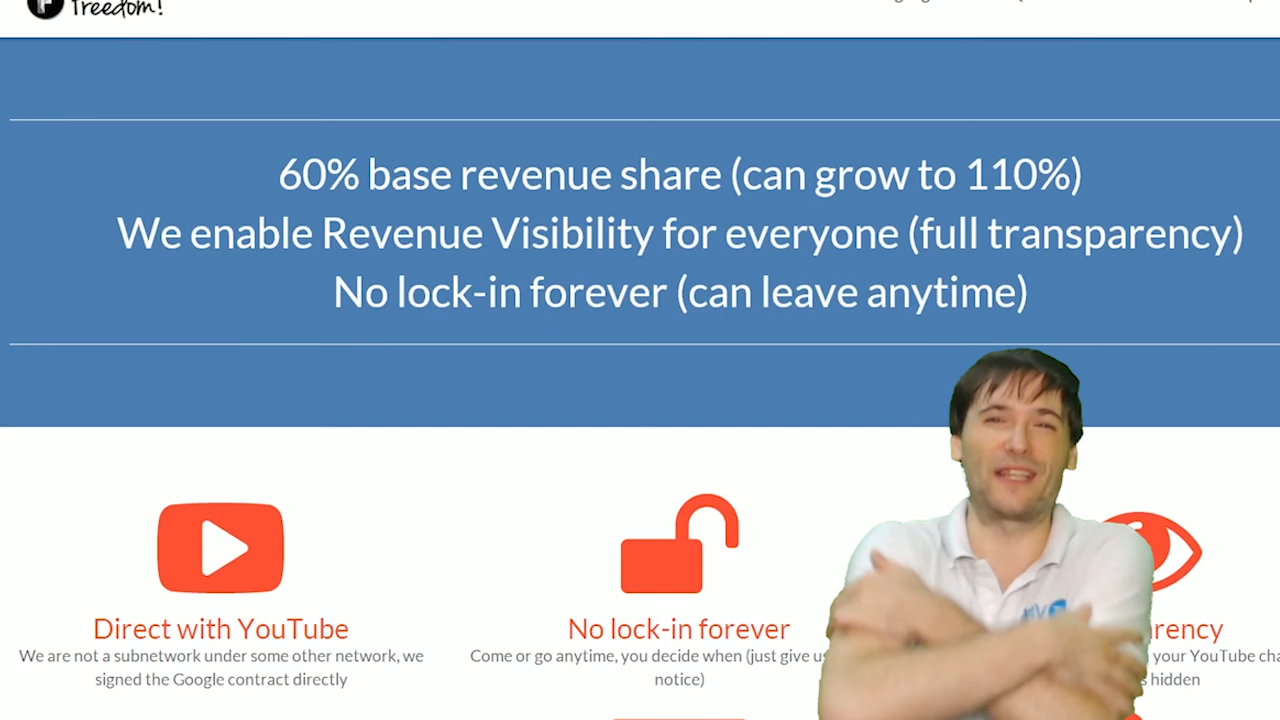 freedom!
60% base revenue share (can grow to 110%)
We enable Revenue Visibility for everyone (full transparency)
No lock-in forever (can leave anytime)
Direct with YouTube
We are not a subnetwork under some other network, we
signed the Google contract directly
No lock-in forever
Come or go anytime, you decide when (just give us
notice)
your YouTube
hidden